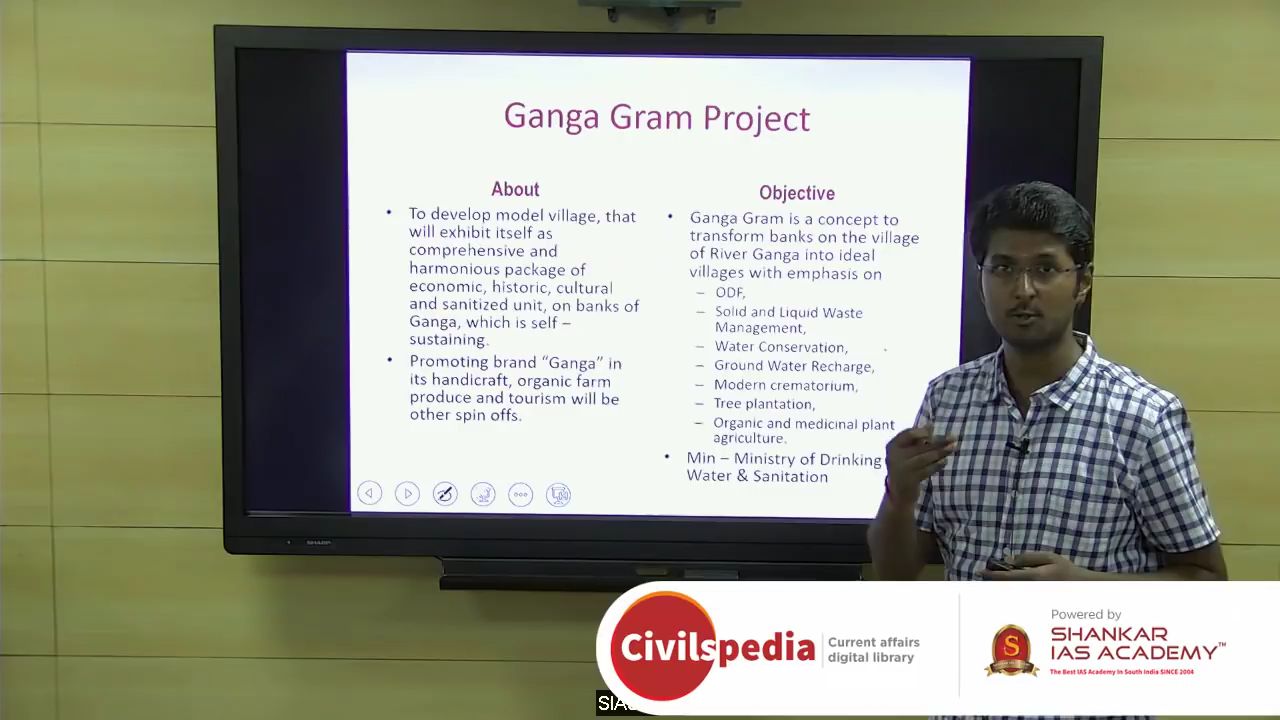 Ganga Gram Project
About
• To develop model village, that
will exhibit itself as
comprehensive and
harmonious package of
economic, historic, cultural
and sanitized unit, on banks of
Ganga, which is self –
sustaining.
• Promoting brand “Ganga” in
its handicraft, organic farm
produce and tourism will be
other spin offs.
Objective
• Ganga Gram is a concept to
transform banks on the village
of River Ganga into ideal
villages with emphasis on
– ODF,
– Solid and Liquid Waste
Management,
– Water Conservation,
– Ground Water Recharge,
– Modern crematorium,
– Tree plantation,
– Organic and medicinal plant
agriculture.
• Min – Ministry of Drinking
Water & Sanitation
SHARP
Civilspedia
Current affairs
digital library
Powered by
S
SHANKAR
IAS ACADEMY™
The Best IAS Academy In South India SINCE 2004